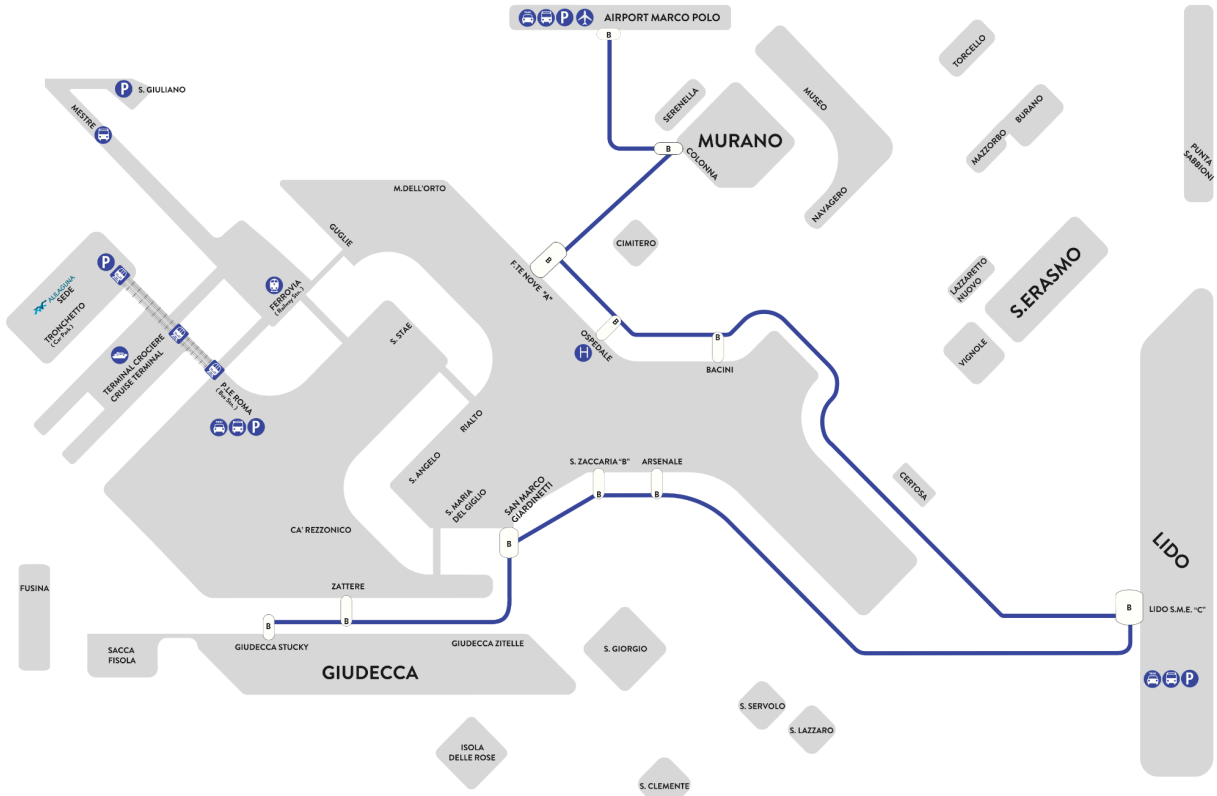 AIRPORT MARCO POLO
B
P
P
S. GIULIANO
MESTRE
TORCELLO
BURANO
MAZZORBO
PUNTA
SABBIONI
SERENELLA
MUSEO
MURANO
B
COLONNA
NAVAGERO
M.DELL'ORTO
GUGLIE
CIMITERO
B
F.TE NOVE "A"
P
ALILAGUNA
SEDE
TRONCHETTO
( Car Park )
FERROVIA
( Railway Stn. )
LAZZARETTO
NUOVO
S.ERASMO
VIGNOLE
TERMINAL CROCIERE
CRUISE TERMINAL
P.LE ROMA
( Bus Stn. )
P
S. STAE
B
OSPEDALE
H
B
BACINI
RIALTO
S. ANGELO
S. MARIA
DEL GIGLIO
SAN MARCO
GIARDINETTI
B
S. ZACCARIA "B"
B
ARSENALE
B
CERTOSA
CA' REZZONICO
LIDO
B
LIDO S.M.E. "C"
P
FUSINA
ZATTERE
B
B
GIUDECCA STUCKY
GIUDECCA ZITELLE
SACCA
FISOLA
GIUDECCA
S. GIORGIO
S. SERVOLO
S. LAZZARO
ISOLA
DELLE ROSE
S. CLEMENTE